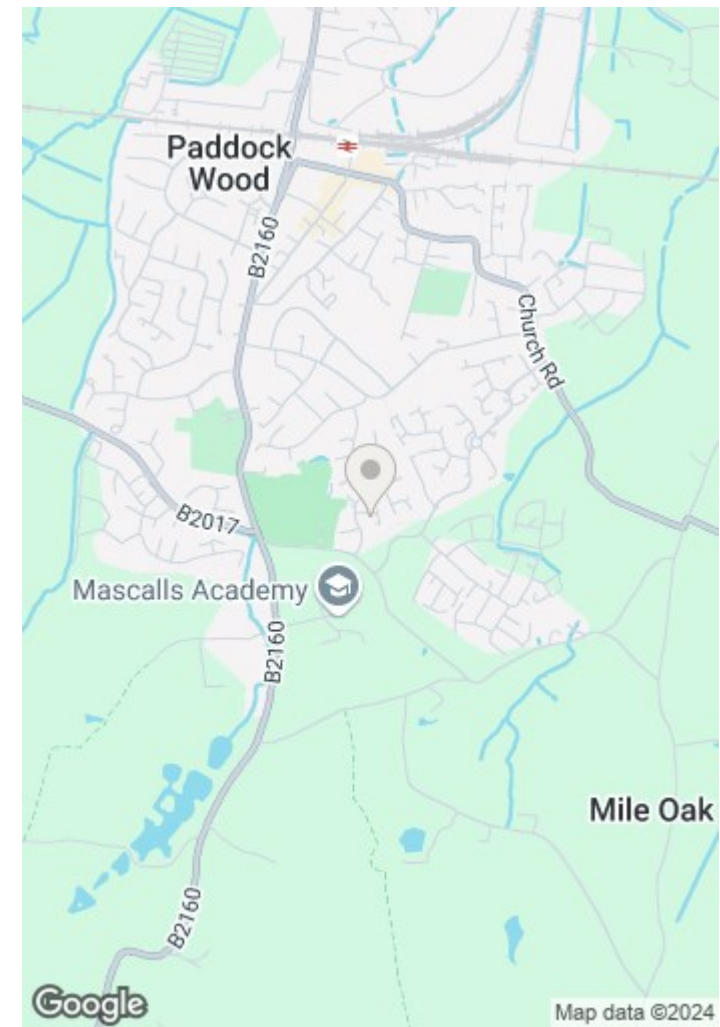 Paddock
Wood
B2160
Church Rd
B2017
Mascalls Academy
B2160
Mile Oak
B2160
Google
Map data ©2024